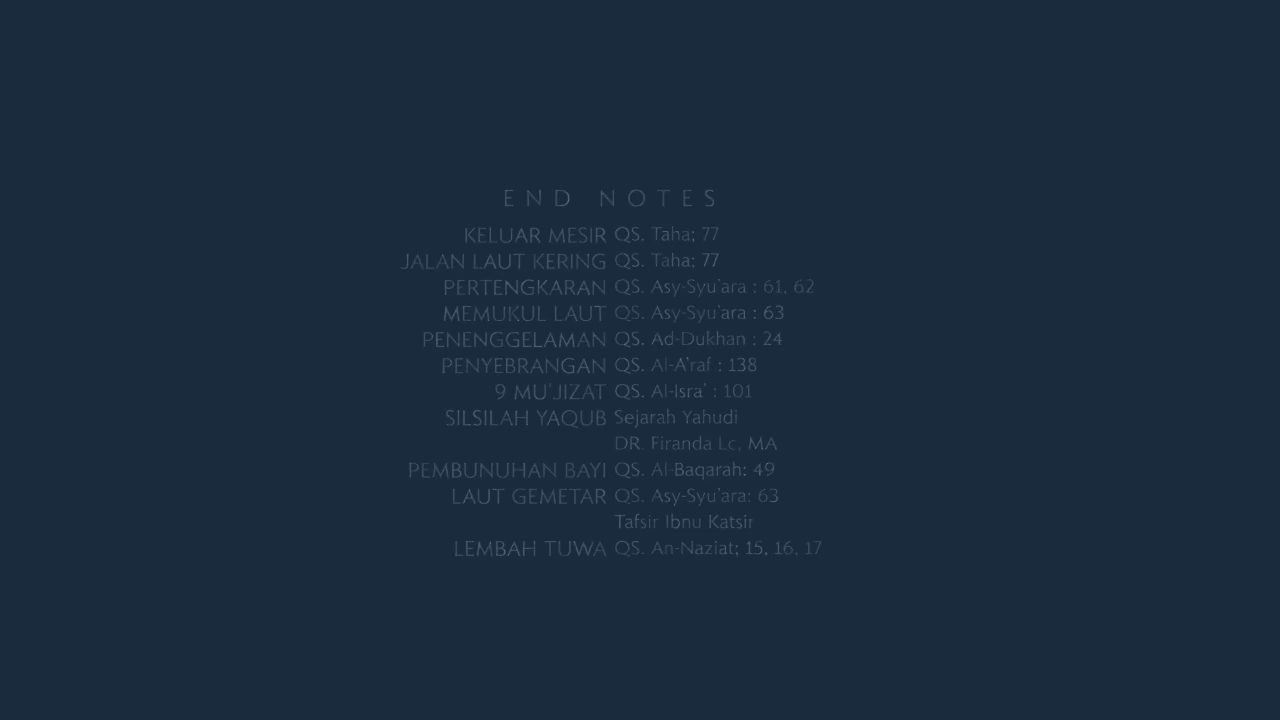 END NOTES
KELUAR MESIR QS. Taha; 77
JALAN LAUT KERING QS. Taha; 77
PERTENGKARAN QS. Asy-Syu'ara : 61, 62
MEMUKUL LAUT QS. Asy-Syu'ara : 63
PENENGGELAMAN QS. Ad-Dukhan : 24
PENYEBRANGAN QS. Al-A'raf : 138
9 MU'JIZAT QS. Al-Isra' : 101
SILSILAH YAQUB Sejarah Yahudi
DR. Firanda Lc, MA
PEMBUNUHAN BAYI QS. Al-Baqarah: 49
LAUT GEMETAR QS. Asy-Syu'ara: 63
Tafsir Ibnu Katsir
LEMBAH TUWA QS. An-Naziat; 15, 16, 17